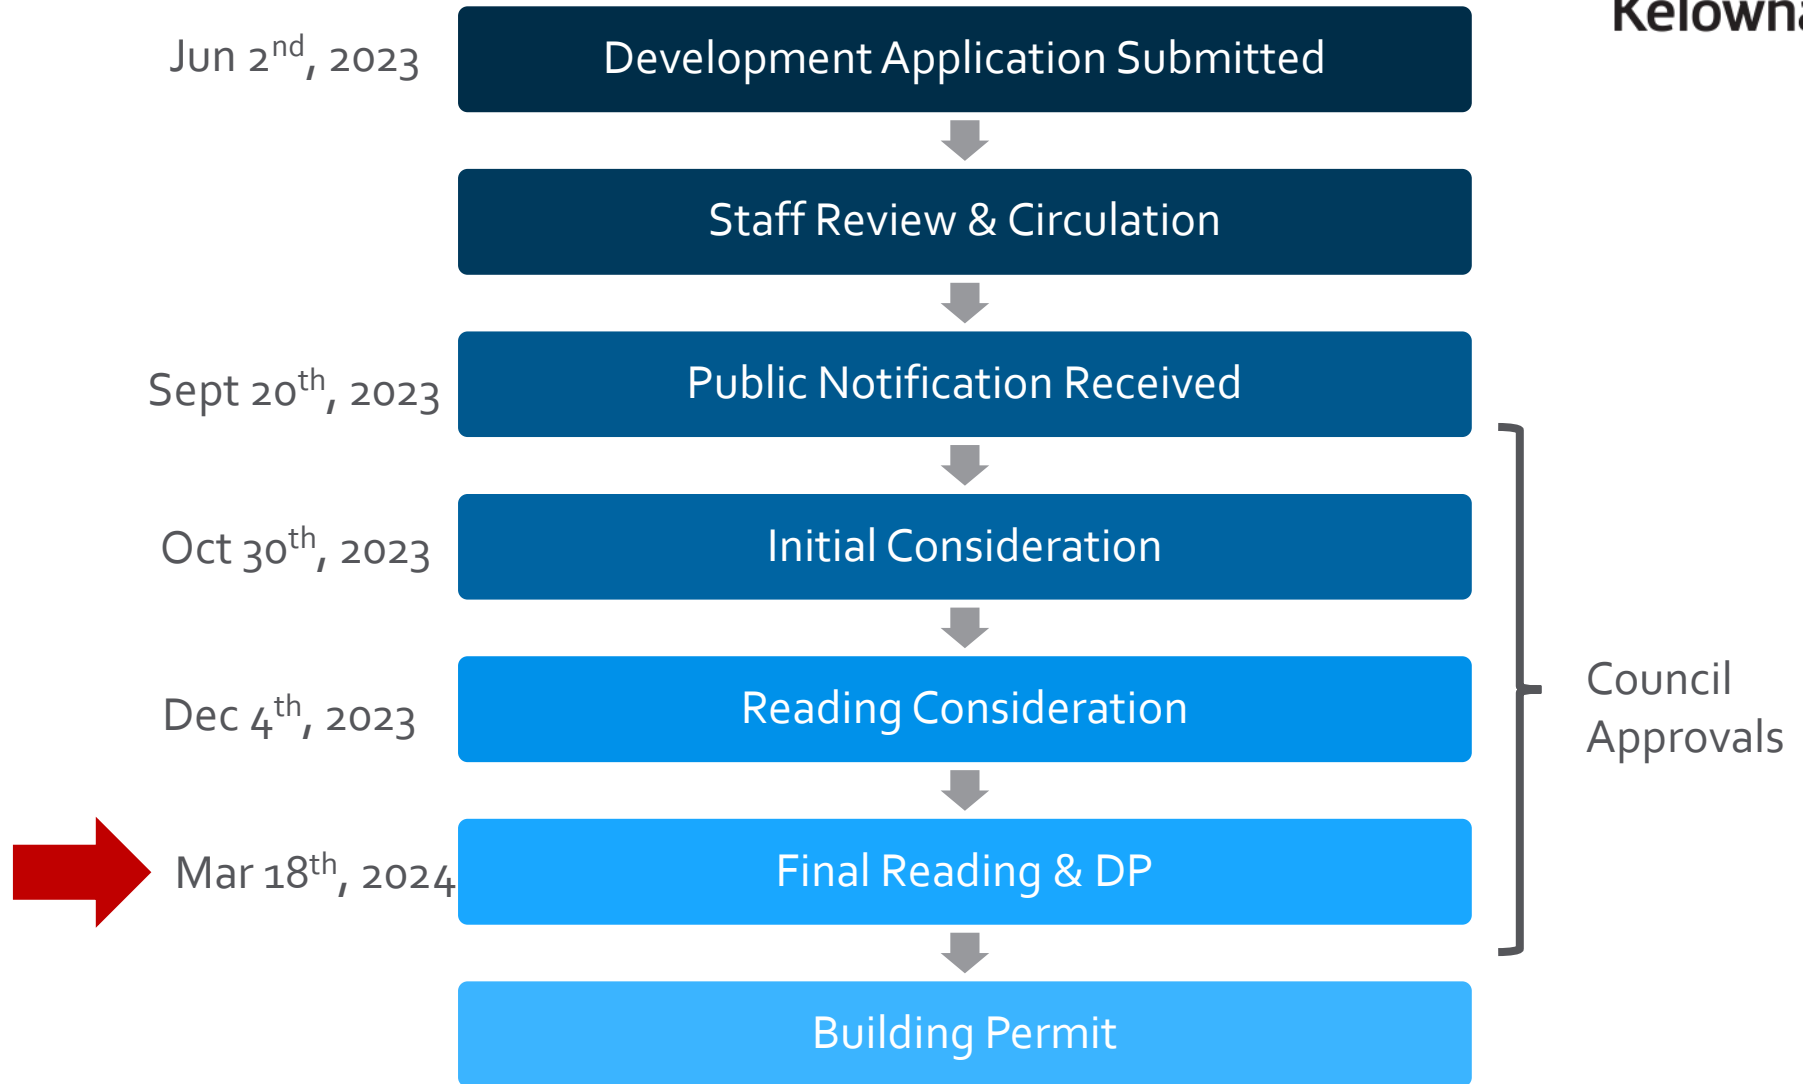 Kelowna
Jun 2nd, 2023
Development Application Submitted
Staff Review & Circulation
Sept 20th, 2023
Public Notification Received
Oct 30th, 2023
Initial Consideration
Dec 4th, 2023
Reading Consideration
Council
Approvals
Mar 18th, 2024
Final Reading & DP
Building Permit